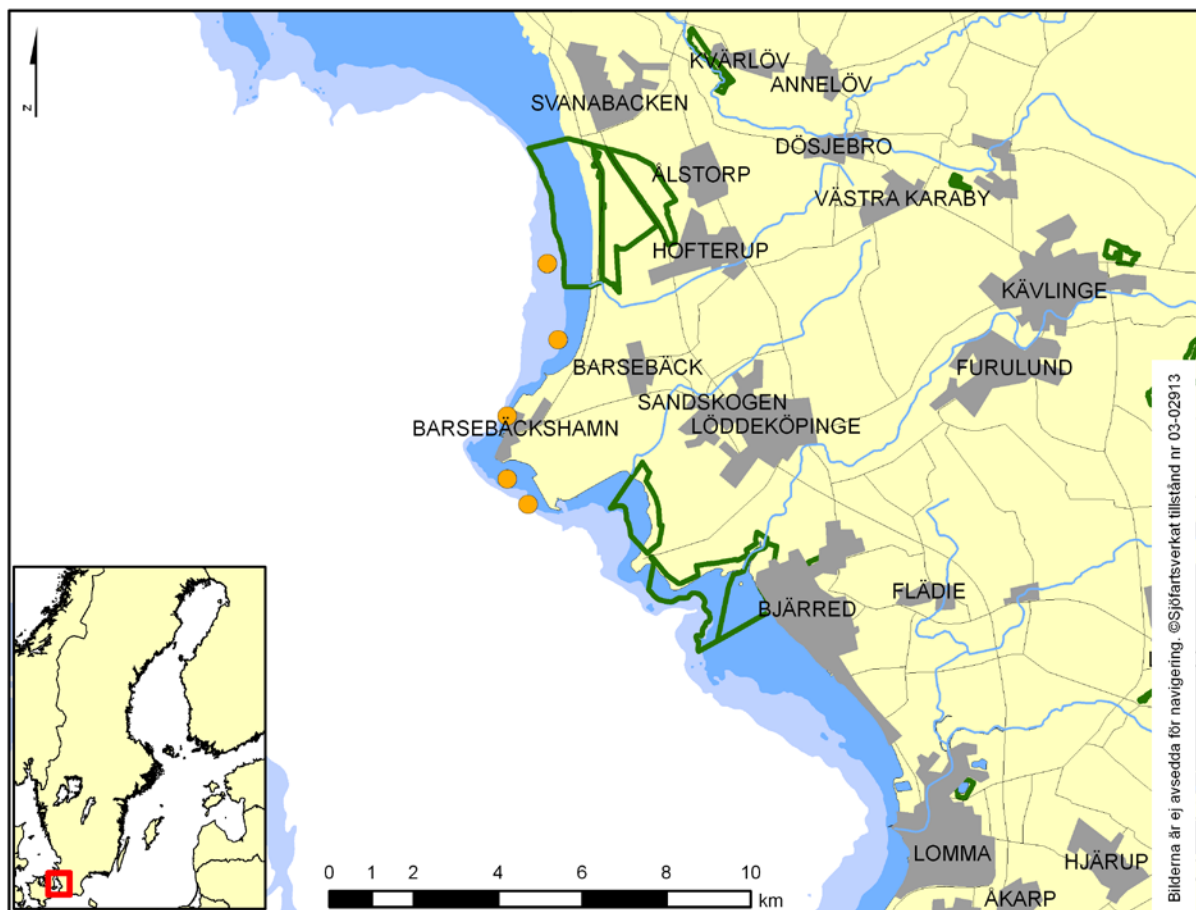 KVÄRLÖV
ANNELÖV
SVANABACKEN
z
DÖSJEBRO
ÅLSTORP
VÄSTRA KARABY
HOFTERUP
KÄVLINGE
BARSEBÄCK
FURULUND
SANDSKOGEN
BARSEBÄCKSHAMN
LÖDDEKÖPINGE
FLÄDIE
BJÄRRED
LOMMA
HJÄRUP
ÅKARP
0 1 2 4 6 8 10
km
Bilderna är ej avsedda för navigering. ©Sjöfartsverkat tillstånd nr 03-02913